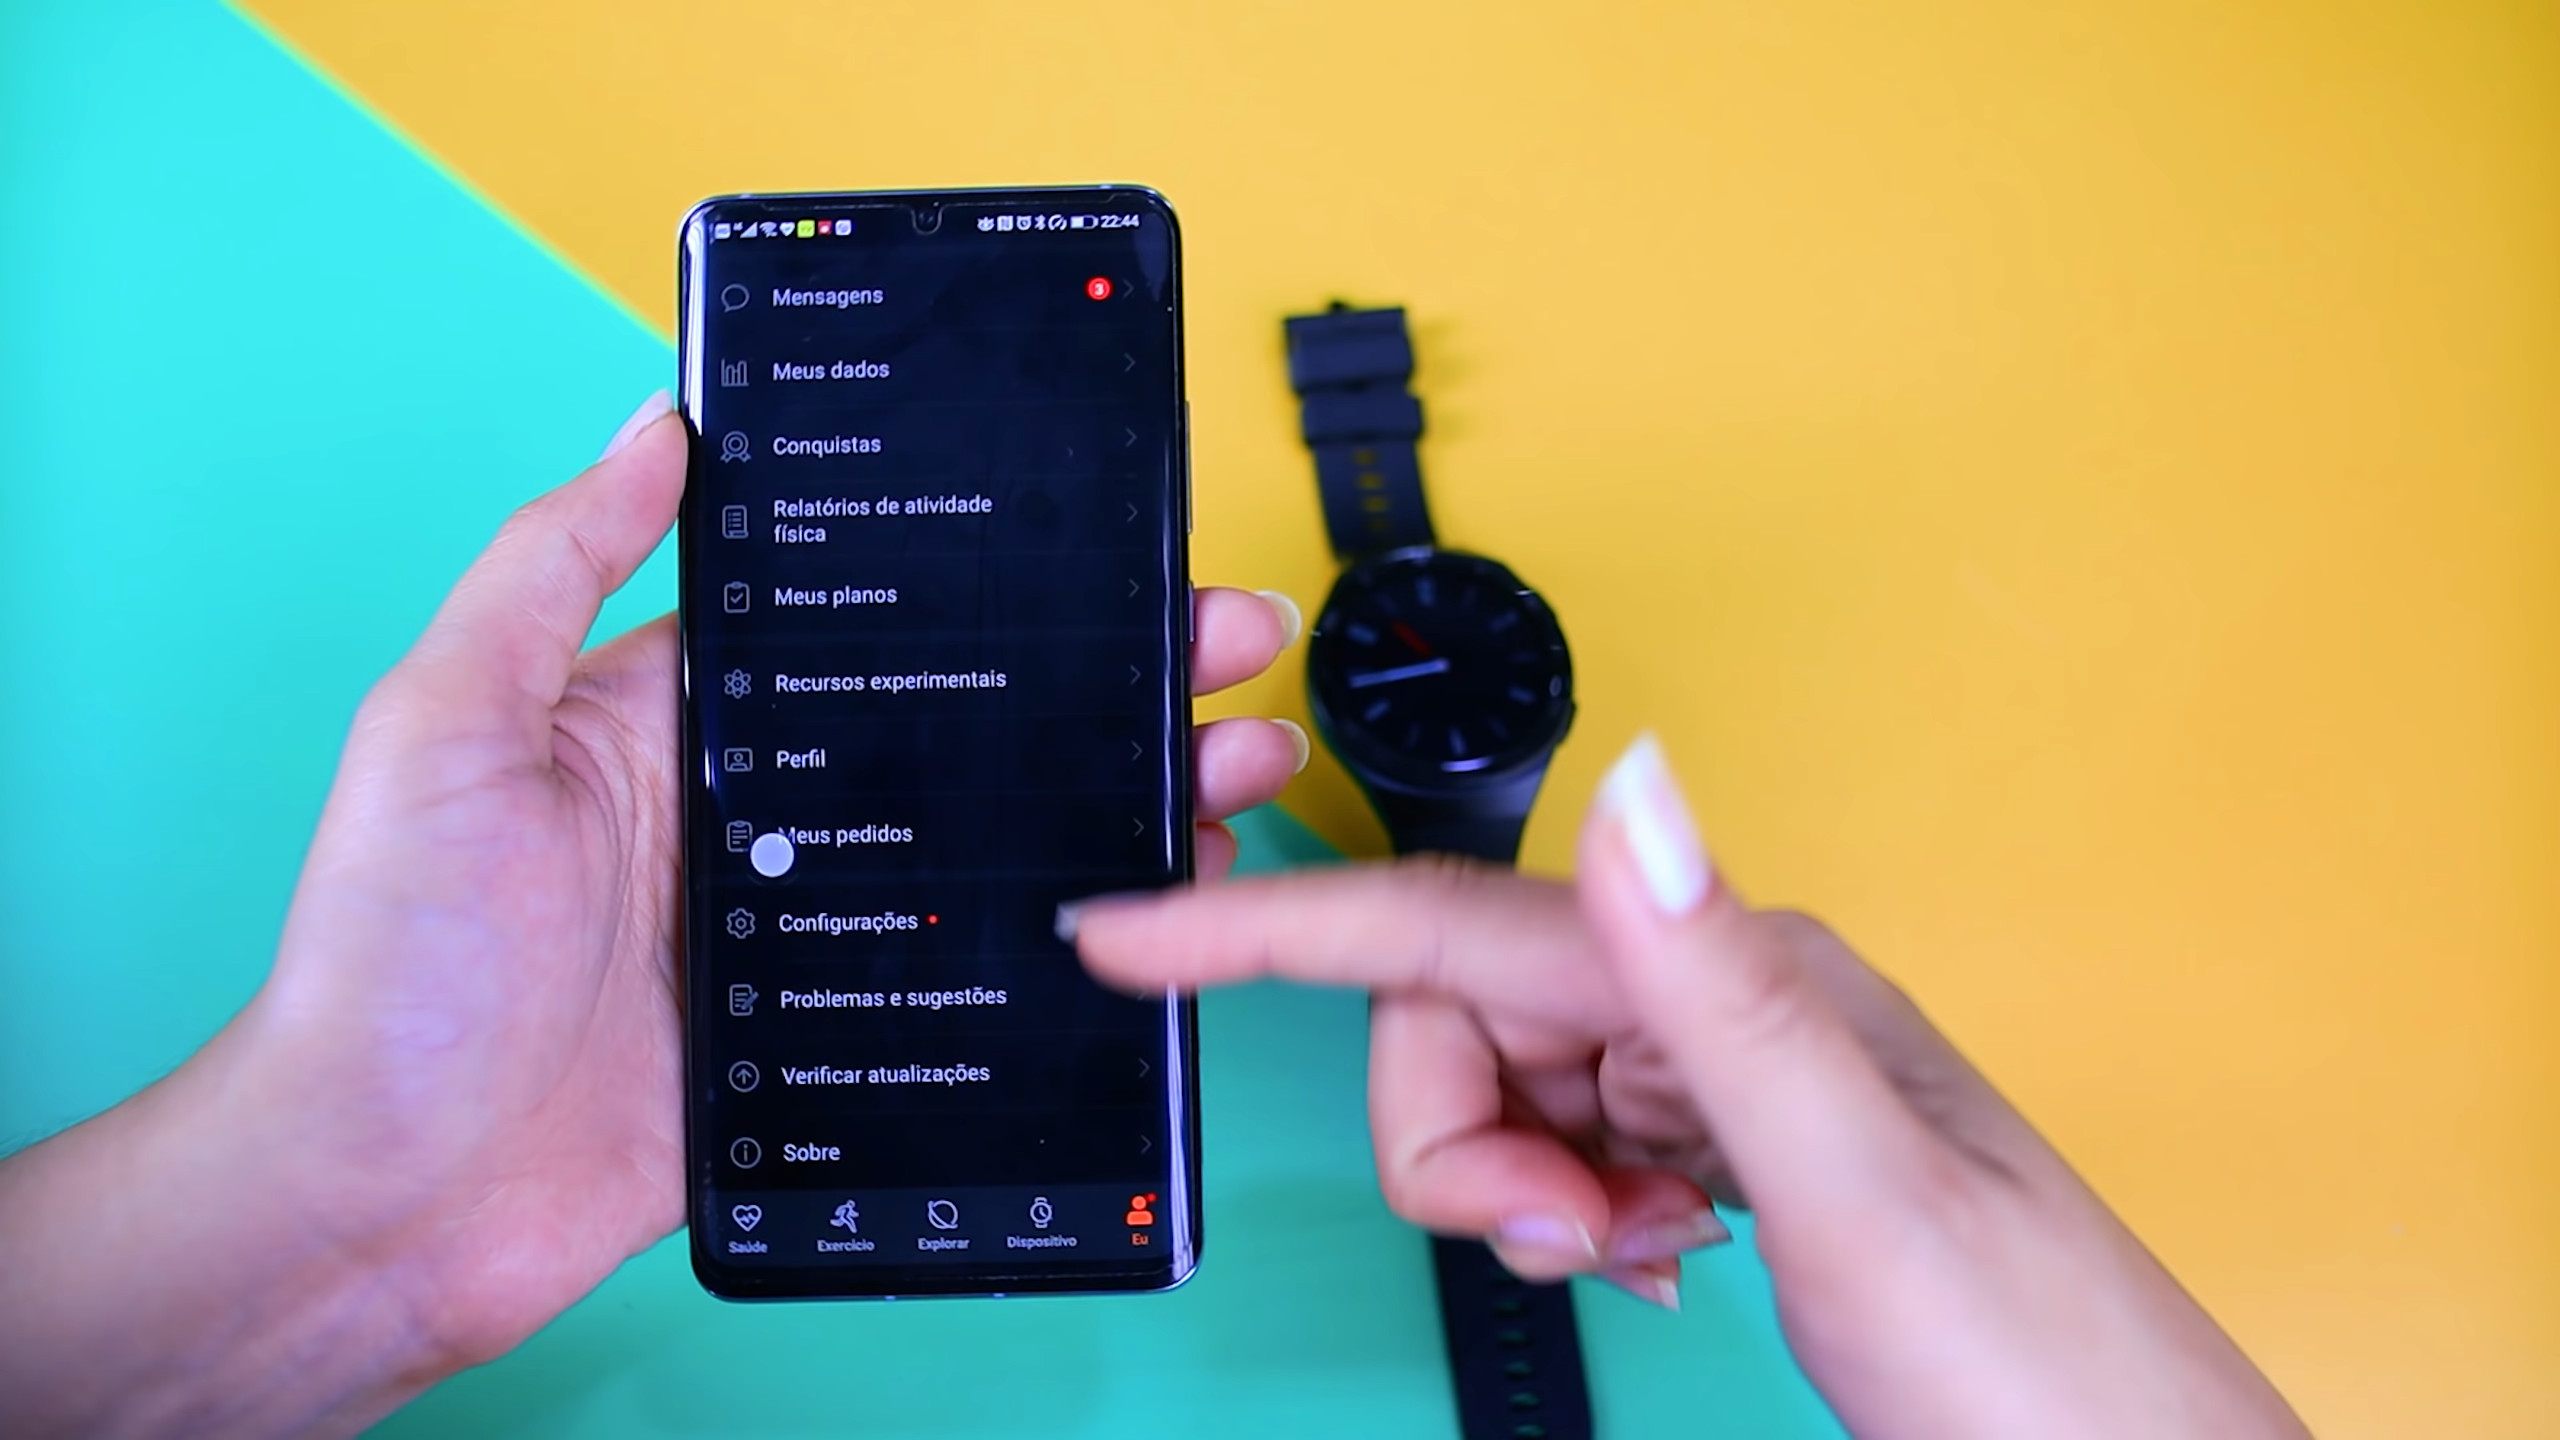 22:44
Mensagens
3
Meus dados
Conquistas
Relatórios de atividade
física
Meus planos
Recursos experimentais
Perfil
Meus pedidos
Configurações
Problemas e sugestões
Verificar atualizações
Sobre
Saúde Exercício Explorar Dispositivo Eu